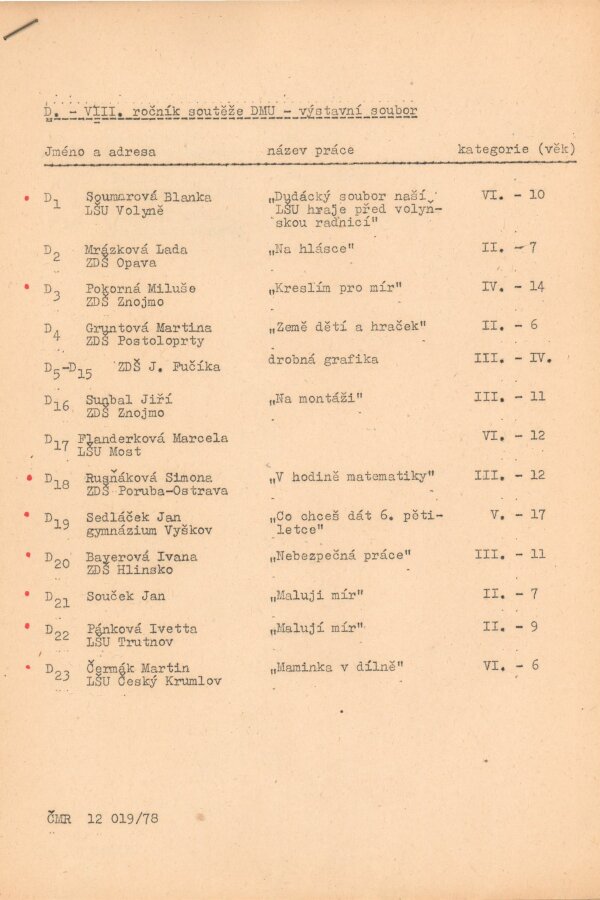 D. - VIII. ročník soutěže DMU - výstavní soubor
Jméno a adresa název práce kategorie (věk)
D1 Soumarová Blanka „Dudácký soubor naší VI. - 10
LŠU Volyně LŠU hraje před volyň-
skou radnicí"
D2 Mrázková Lada „Na hlásce" II. - 7
ZDŠ Opava
D3 Pokorná Miluše „Kreslím pro mír" IV. - 14
ZDŠ Znojmo
D4 Gruntová Martina „Země dětí a hraček" II. - 6
ZDŠ Postoloprty
D5-D15 ZDŠ J. Fučíka drobná grafika III. - IV.
D16 Sunbal Jiří „Na montáži" III. - 11
ZDŠ Znojmo
D17 Flanderková Marcela VI. - 12
LŠU Most
D18 Rusňáková Simona „V hodině matematiky" III. - 12
ZDŠ Poruba-Ostrava
D19 Sedláček Jan „Co chceš dát 6. pěti- V. - 17
gymnázium Vyškov letce"
D20 Bayerová Ivana „Nebezpečná práce" III. - 11
ZDŠ Hlinsko
D21 Souček Jan „Maluji mír" II. - 7
D22 Pánková Ivetta „Malují mír" II. - 9
LŠU Trutnov
D23 Čermák Martin „Maminka v dílně" VI. - 6
LŠU Český Krumlov
ČMR 12 019/78